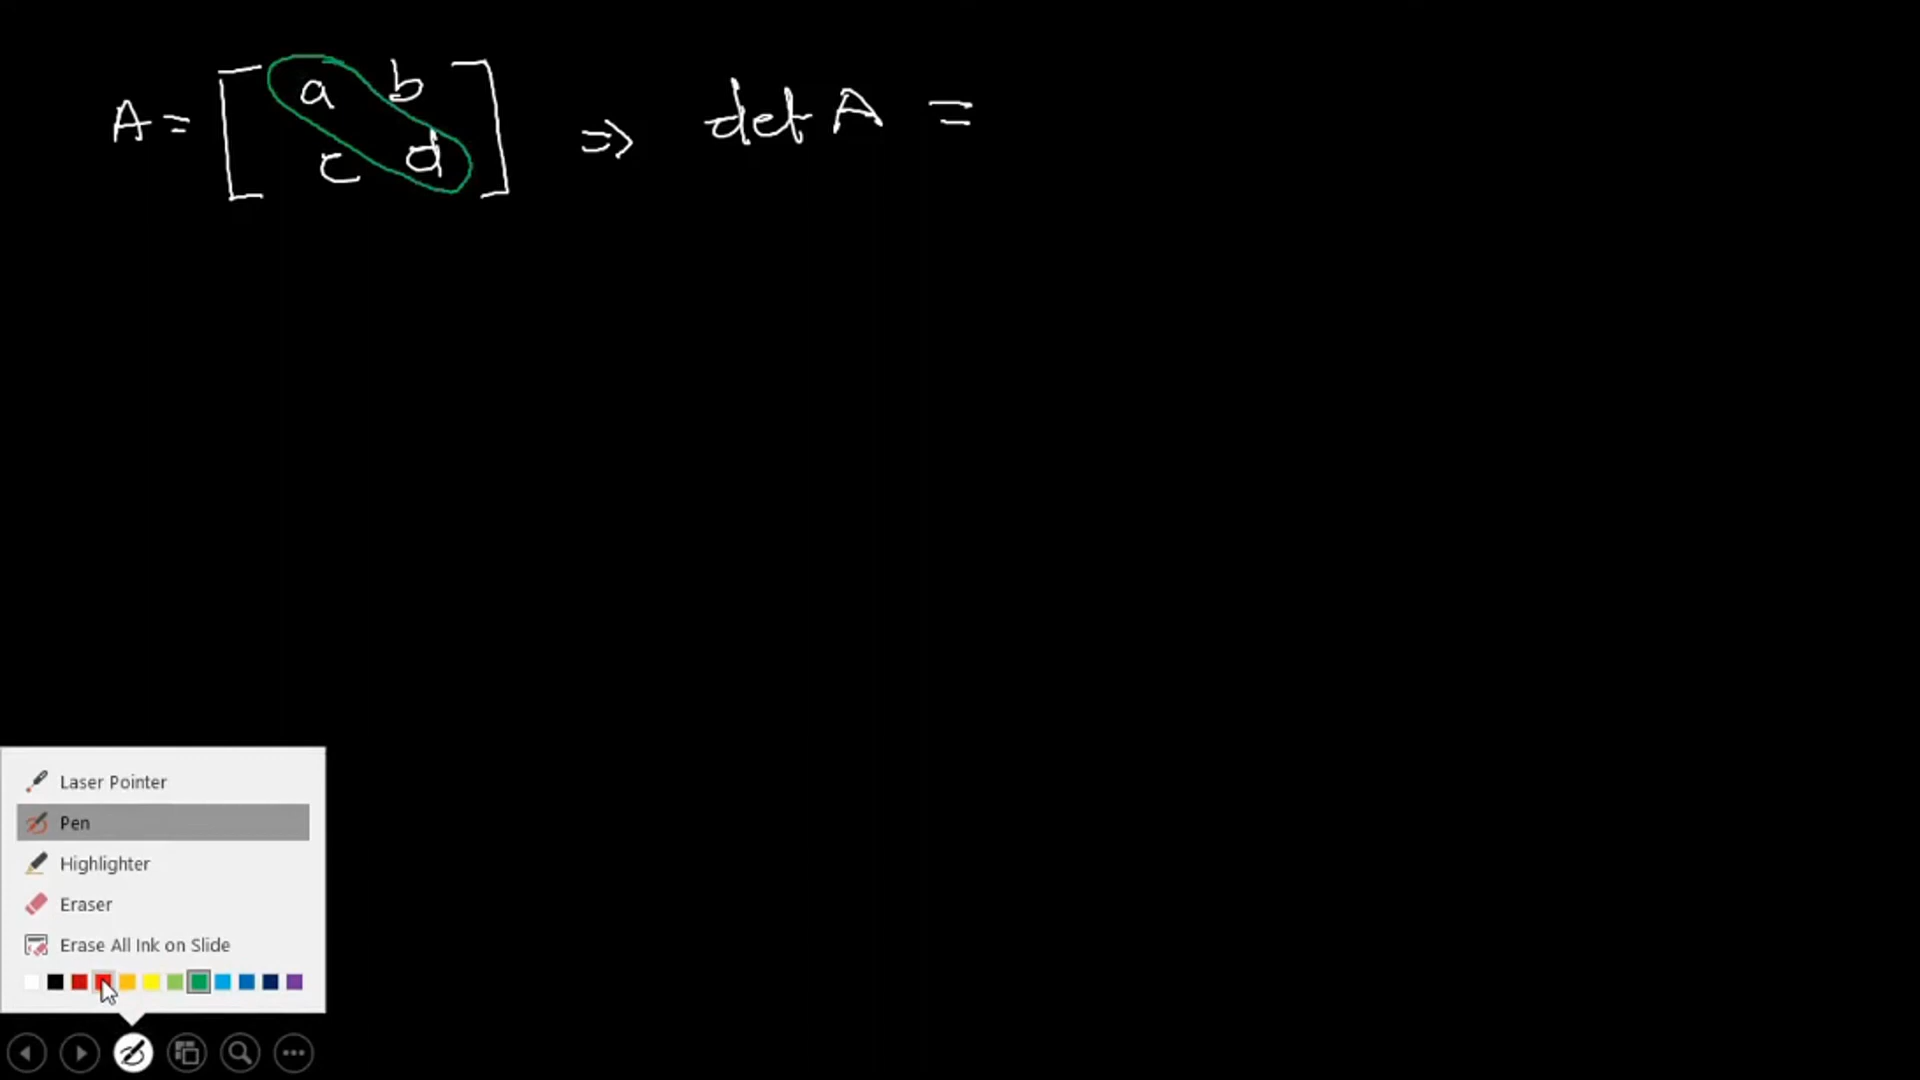 A = [ a b
c d ] ⇒ det A =
Laser Pointer
Pen
Highlighter
Eraser
Erase All Ink on Slide